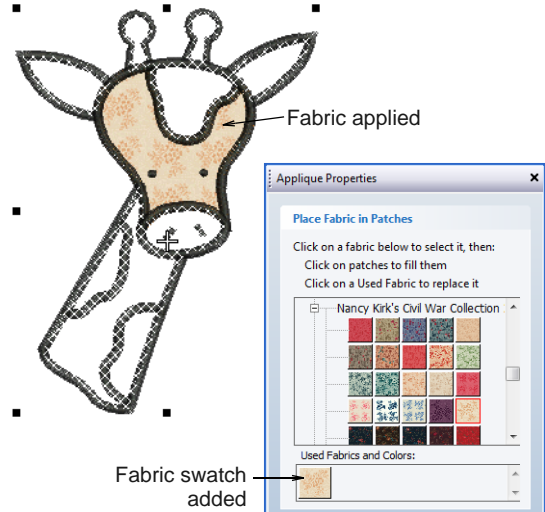 Fabric applied
Applique Properties
Place Fabric in Patches
Click on a fabric below to select it, then:
Click on patches to fill them
Click on a Used Fabric to replace it
Nancy Kirk's Civil War Collection
Used Fabrics and Colors:
Fabric swatch
added